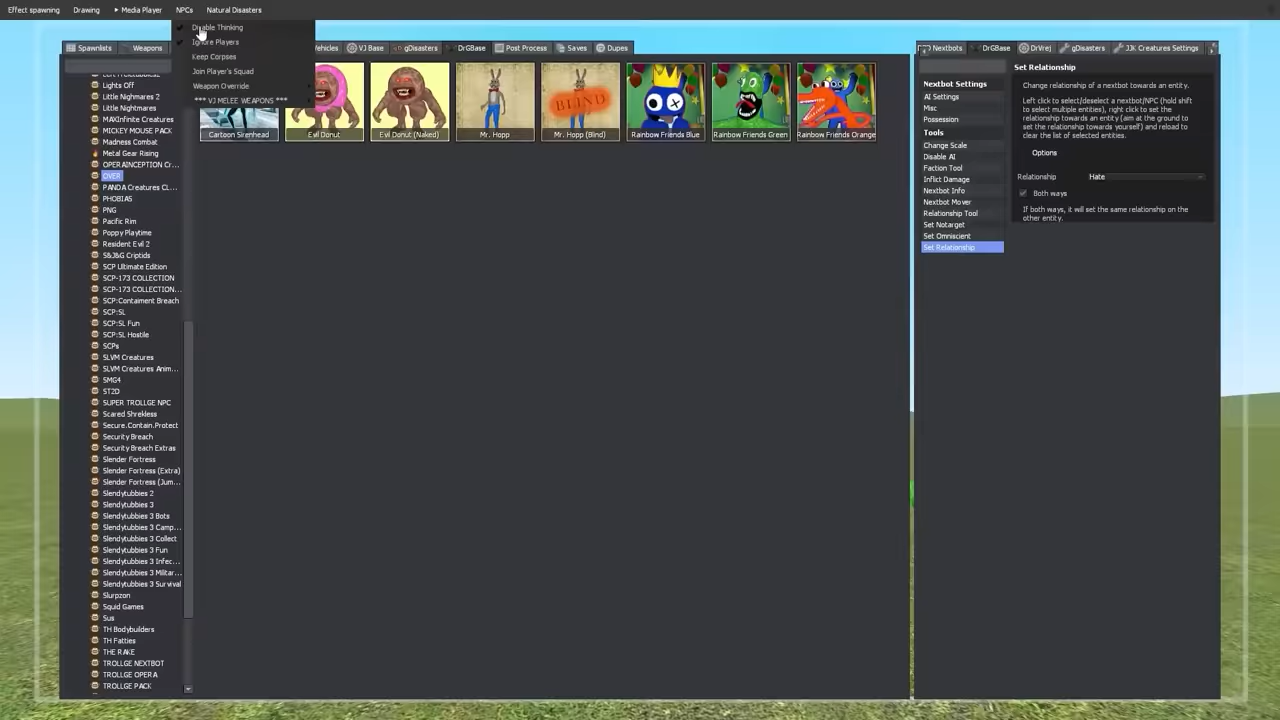 Effect spawning
Drawing
Media Player
NPCs
Natural Disasters
Disable Thinking
Ignore Players
Keep Corpses
Join Player's Squad
Weapon Override
*** VJ MELEE WEAPONS ***
Spawnlists
Weapons
Vehicles
VJ Base
gDisasters
DrGBase
Post Process
Saves
Dupes
Lights Off
Little Nightmares 2
Little Nightmares
MAXInfinite Creatures
MICKEY MOUSE PACK
Madness Combat
Metal Gear Rising
OPERAINCEPTION Cr...
OVER
PANDA Creatures CL...
PHOBIAS
PNG
Pacific Rim
Poppy Playtime
Resident Evil 2
S&J&G Criptids
SCP Ultimate Edition
SCP-173 COLLECTION
SCP-173 COLLECTION...
SCP:Contaiment Breach
SCP:SL
SCP:SL Fun
SCP:SL Hostile
SCPs
SLVM Creatures
SLVM Creatures Anim...
SMG4
ST2D
SUPER TROLLGE NPC
Scared Shrekless
Secure.Contain.Protect
Security Breach
Security Breach Extras
Slender Fortress
Slender Fortress (Extra)
Slender Fortress (Jum...
Slendytubbies 2
Slendytubbies 3
Slendytubbies 3 Bots
Slendytubbies 3 Camp...
Slendytubbies 3 Collect
Slendytubbies 3 Fun
Slendytubbies 3 Infec...
Slendytubbies 3 Militar...
Slendytubbies 3 Survival
Slurpzon
Squid Games
Sus
TH Bodybuilders
TH Fatties
THE RAKE
TROLLGE NEXTBOT
TROLLGE OPERA
TROLLGE PACK
Cartoon Sirenhead
Evil Donut
Evil Donut (Naked)
Mr. Hopp
BLIND
Mr. Hopp (Blind)
Rainbow Friends Blue
Rainbow Friends Green
Rainbow Friends Orange
Nextbots
DrGBase
DrVrej
gDisasters
JJK Creatures Settings
Nextbot Settings
AI Settings
Misc
Possession
Tools
Change Scale
Disable AI
Faction Tool
Inflict Damage
Nextbot Info
Nextbot Mover
Relationship Tool
Set Notarget
Set Omniscient
Set Relationship
Set Relationship
Change relationship of a nextbot towards an entity.
Left click to select/deselect a nextbot/NPC (hold shift
to select multiple entities), right click to set the
relationship towards an entity (aim at the ground to
set the relationship towards yourself) and reload to
clear the list of selected entities.
Options
Relationship
Hate
Both ways
If both ways, it will set the same relationship on the
other entity.